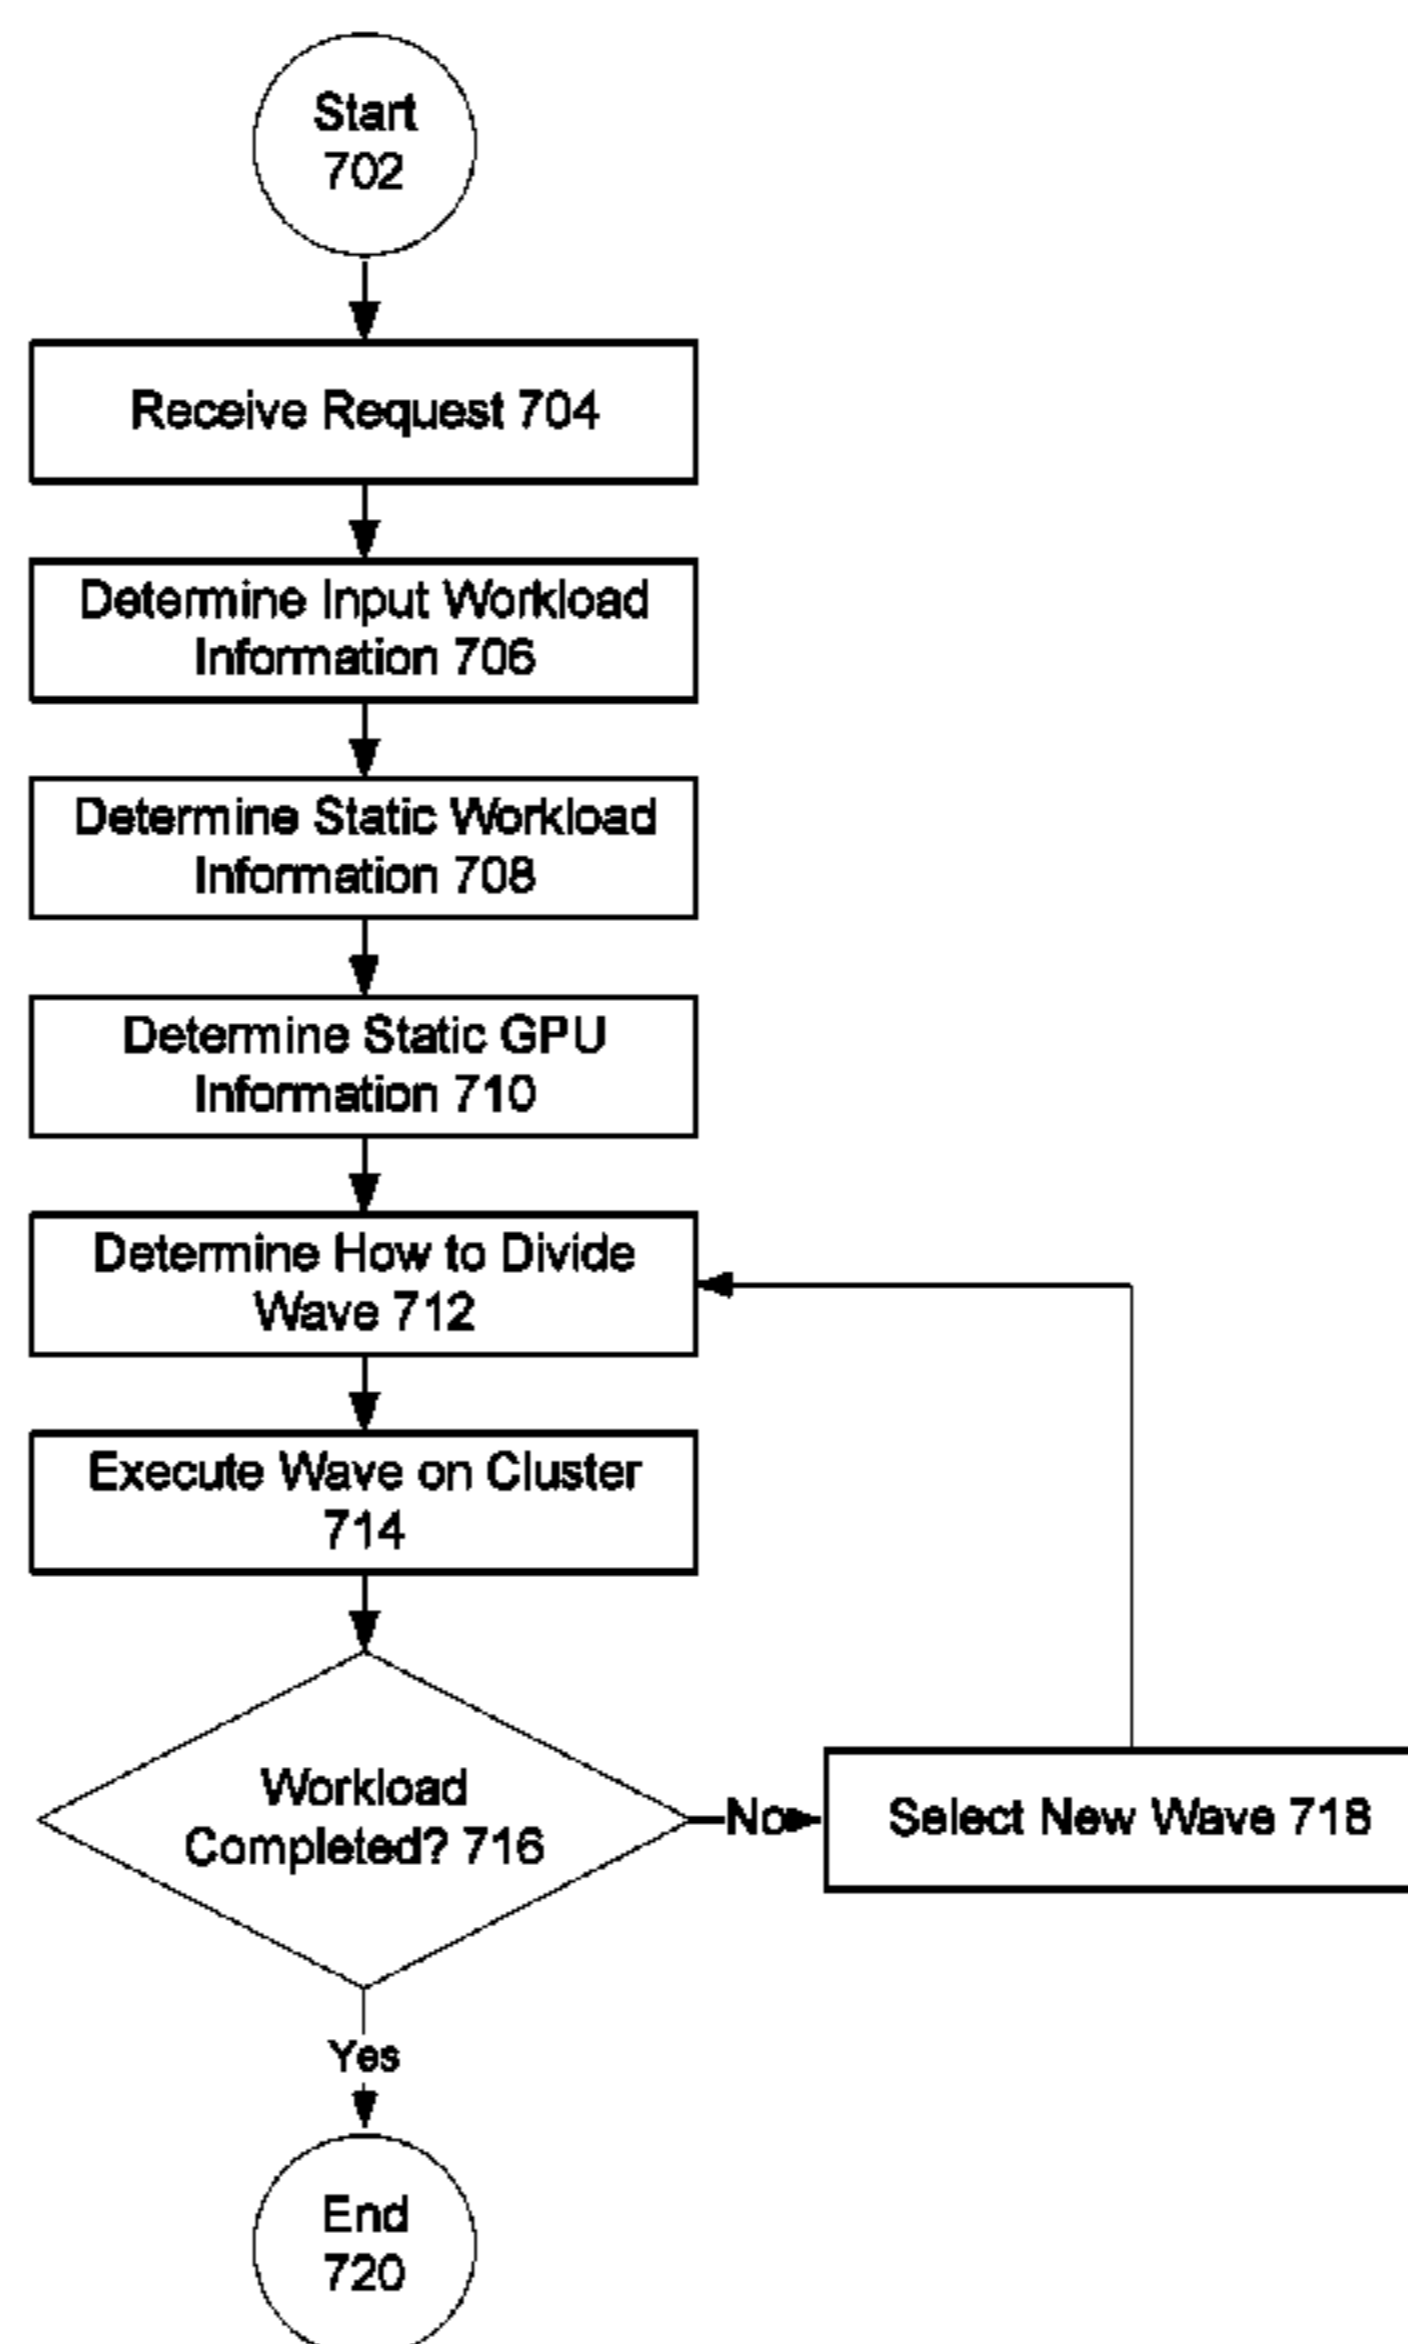 Start
702
Receive Request 704
Determine Input Workload
Information 706
Determine Static Workload
Information 708
Determine Static GPU
Information 710
Determine How to Divide
Wave 712
Execute Wave on Cluster
714
Workload
Completed? 716
No
Select New Wave 718
Yes
End
720